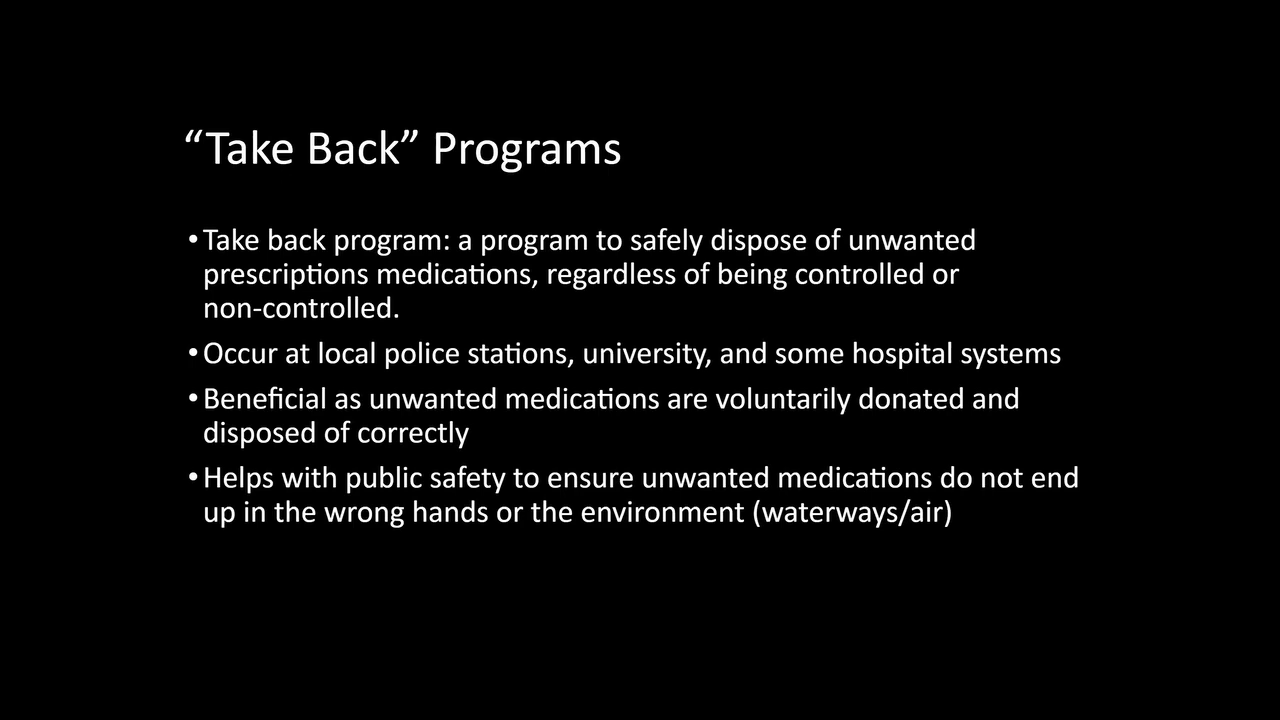 “Take Back” Programs
•Take back program: a program to safely dispose of unwanted
prescriptions medications, regardless of being controlled or
non-controlled.
•Occur at local police stations, university, and some hospital systems
•Beneficial as unwanted medications are voluntarily donated and
disposed of correctly
•Helps with public safety to ensure unwanted medications do not end
up in the wrong hands or the environment (waterways/air)